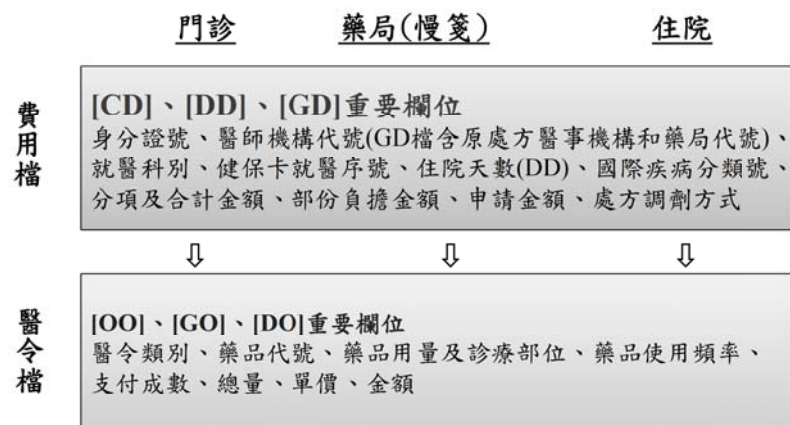 門診 藥局(慢箋) 住院
費用檔
[CD]、[DD]、[GD]重要欄位
身分證號、醫師機構代號(GD檔含原處方醫事機構和藥局代號)、
就醫科別、健保卡就醫序號、住院天數(DD)、國際疾病分類號、
分項及合計金額、部份負擔金額、申請金額、處方調劑方式
醫令檔
[OO]、[GO]、[DO]重要欄位
醫令類別、藥品代號、藥品用量及診療部位、藥品使用頻率、
支付成數、總量、單價、金額